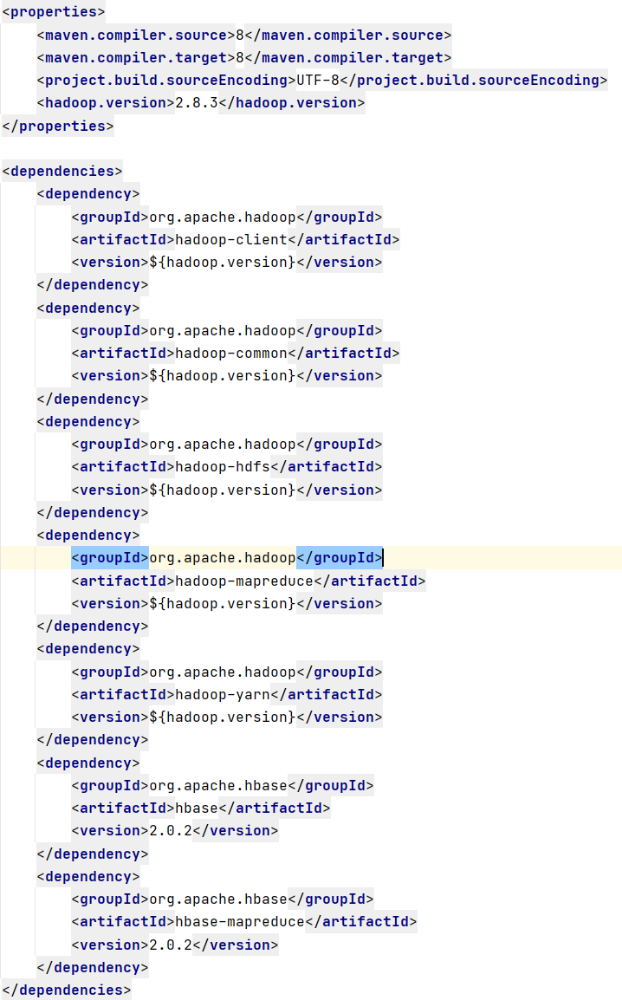 <properties>
    <maven.compiler.source>8</maven.compiler.source>
    <maven.compiler.target>8</maven.compiler.target>
    <project.build.sourceEncoding>UTF-8</project.build.sourceEncoding>
    <hadoop.version>2.8.3</hadoop.version>
</properties>

<dependencies>
    <dependency>
        <groupId>org.apache.hadoop</groupId>
        <artifactId>hadoop-client</artifactId>
        <version>${hadoop.version}</version>
    </dependency>
    <dependency>
        <groupId>org.apache.hadoop</groupId>
        <artifactId>hadoop-common</artifactId>
        <version>${hadoop.version}</version>
    </dependency>
    <dependency>
        <groupId>org.apache.hadoop</groupId>
        <artifactId>hadoop-hdfs</artifactId>
        <version>${hadoop.version}</version>
    </dependency>
    <dependency>
        <groupId>org.apache.hadoop</groupId>
        <artifactId>hadoop-mapreduce</artifactId>
        <version>${hadoop.version}</version>
    </dependency>
    <dependency>
        <groupId>org.apache.hadoop</groupId>
        <artifactId>hadoop-yarn</artifactId>
        <version>${hadoop.version}</version>
    </dependency>
    <dependency>
        <groupId>org.apache.hbase</groupId>
        <artifactId>hbase</artifactId>
        <version>2.0.2</version>
    </dependency>
    <dependency>
        <groupId>org.apache.hbase</groupId>
        <artifactId>hbase-mapreduce</artifactId>
        <version>2.0.2</version>
    </dependency>
</dependencies>